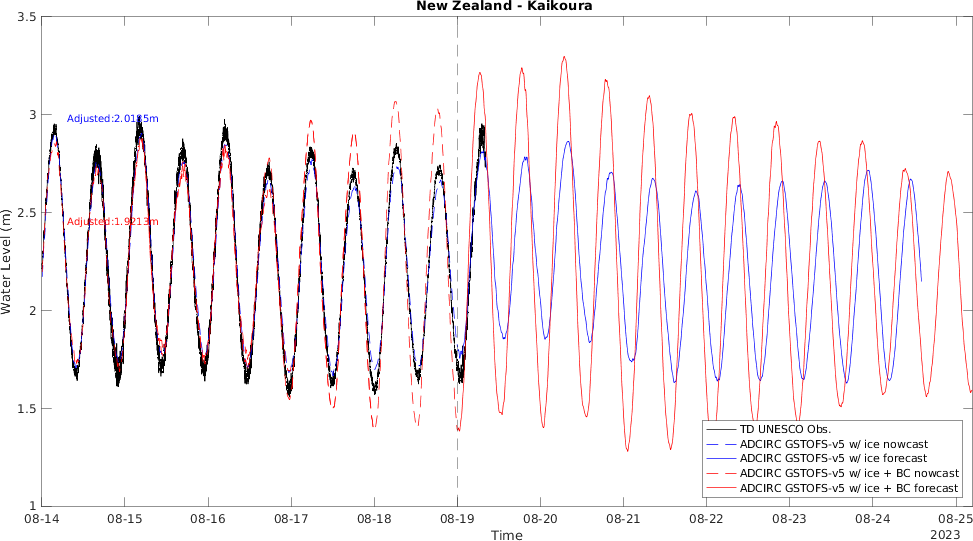 New Zealand - Kaikoura
3.5
3
2.5
2
1.5
1
Water Level (m)
Adjusted:2.0185m
Adjusted:1.9213m
TD UNESCO Obs.
ADCIRC GSTOFS-v5 w/ ice nowcast
ADCIRC GSTOFS-v5 w/ ice forecast
ADCIRC GSTOFS-v5 w/ ice + BC nowcast
ADCIRC GSTOFS-v5 w/ ice + BC forecast
08-14 08-15 08-16 08-17 08-18 08-19 08-20 08-21 08-22 08-23 08-24 08-25
Time
2023